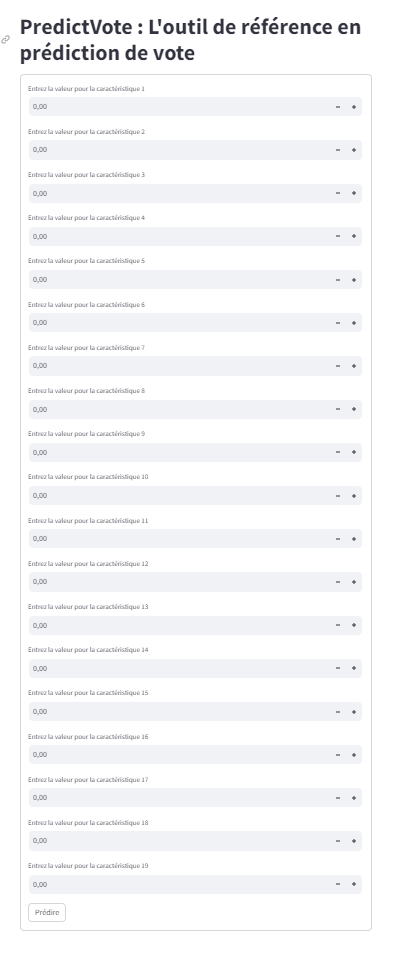 PredictVote : L'outil de référence en
prédiction de vote
Entrez la valeur pour la caractéristique 1
0,00
Entrez la valeur pour la caractéristique 2
0,00
Entrez la valeur pour la caractéristique 3
0,00
Entrez la valeur pour la caractéristique 4
0,00
Entrez la valeur pour la caractéristique 5
0,00
Entrez la valeur pour la caractéristique 6
0,00
Entrez la valeur pour la caractéristique 7
0,00
Entrez la valeur pour la caractéristique 8
0,00
Entrez la valeur pour la caractéristique 9
0,00
Entrez la valeur pour la caractéristique 10
0,00
Entrez la valeur pour la caractéristique 11
0,00
Entrez la valeur pour la caractéristique 12
0,00
Entrez la valeur pour la caractéristique 13
0,00
Entrez la valeur pour la caractéristique 14
0,00
Entrez la valeur pour la caractéristique 15
0,00
Entrez la valeur pour la caractéristique 16
0,00
Entrez la valeur pour la caractéristique 17
0,00
Entrez la valeur pour la caractéristique 18
0,00
Entrez la valeur pour la caractéristique 19
0,00
Prédire